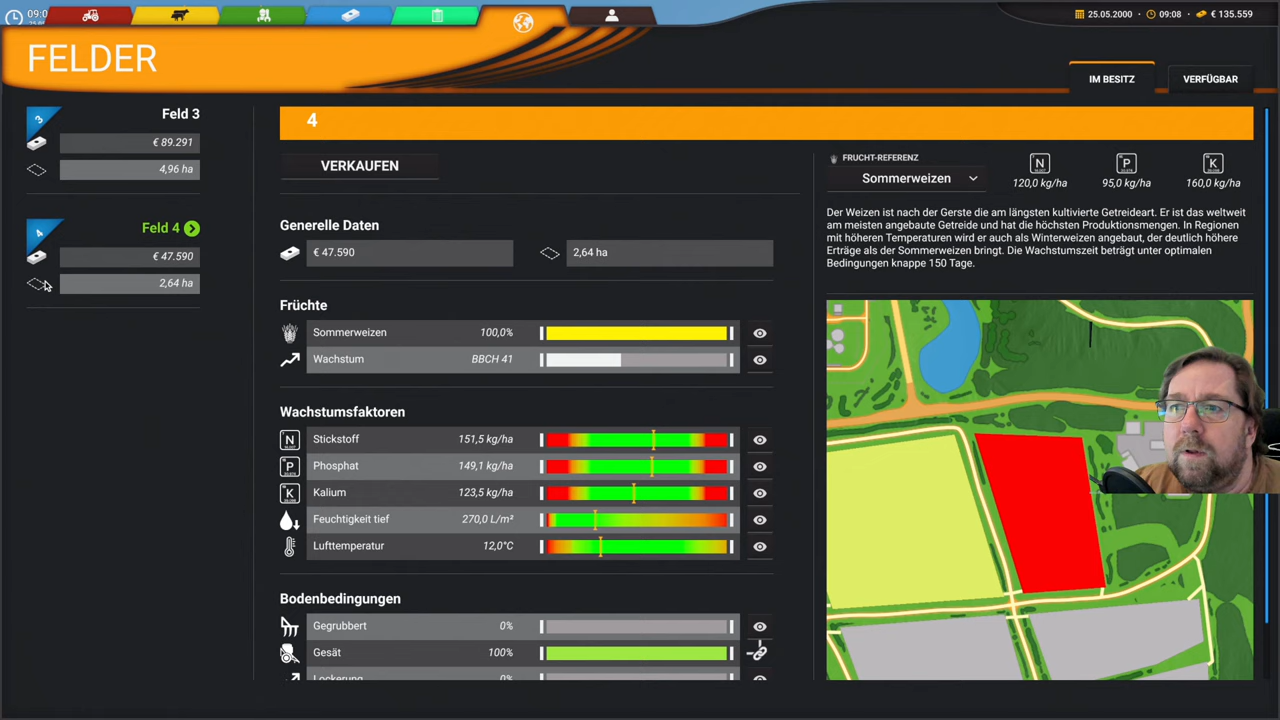 09:0
25.05.2000
09:08
€ 135.559
FELDER
IM BESITZ
VERFÜGBAR
3
Feld 3
€ 89.291
4,96 ha
4
Feld 4
€ 47.590
2,64 ha
4
VERKAUFEN
Generelle Daten
€ 47.590
2,64 ha
Früchte
Sommerweizen 100,0%
Wachstum BBCH 41
Wachstumsfaktoren
N Stickstoff 151,5 kg/ha
P Phosphat 149,1 kg/ha
K Kalium 123,5 kg/ha
Feuchtigkeit tief 270,0 L/m²
Lufttemperatur 12,0°C
Bodenbedingungen
Gegrubbert 0%
Gesät 100%
Lockerung 0%
FRUCHT-REFERENZ
Sommerweizen
N
120,0 kg/ha
P
95,0 kg/ha
K
160,0 kg/ha
Der Weizen ist nach der Gerste die am längsten kultivierte Getreideart. Er ist das weltweit
am meisten angebaute Getreide und hat die höchsten Produktionsmengen. In Regionen
mit höheren Temperaturen wird er auch als Winterweizen angebaut, der deutlich höhere
Erträge als der Sommerweizen bringt. Die Wachstumszeit beträgt unter optimalen
Bedingungen knappe 150 Tage.